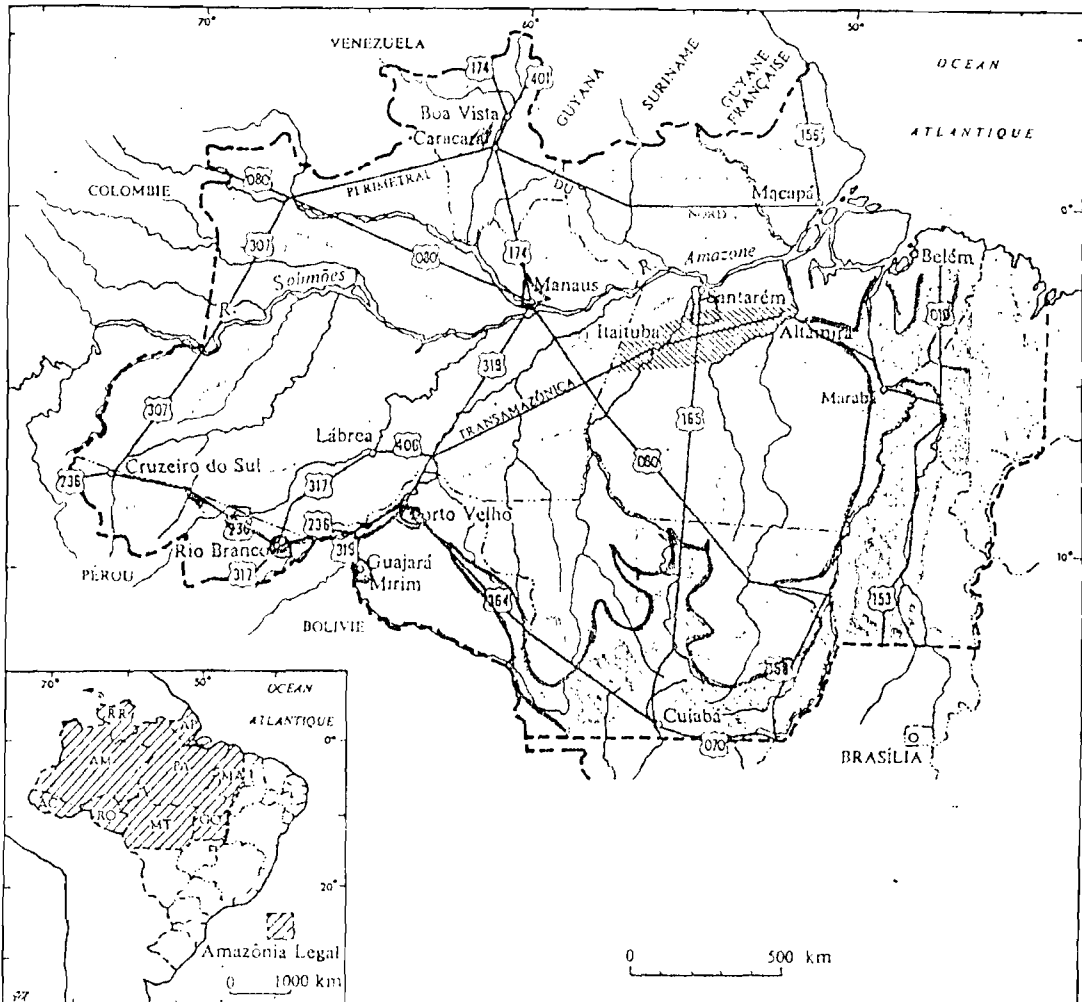 70°
60°
50°
VENEZUELA
174
401
GUYANA
SURINAME
GUYANE
FRANÇAISE
OCEAN
ATLANTIQUE
156
Boa Vista
Caracaraí
COLOMBIE
080
PERIMETRAL
DU
NORD
Macapá
0°
307
080
174
R.
Amazone
Belém
R.
Solimões
Manaus
Santarém
010
Itaituba
Altamira
319
TRANSAMAZÔNICA
Marabá
307
165
Lábrea
406
080
236
Cruzeiro do Sul
317
236
236
Porto Velho
Rio Branco
319
Guajará
Mirim
10°
PÉROU
317
364
153
BOLIVIE
158
Cuiabá
070
BRASÍLIA
70°
50°
OCEAN
ATLANTIQUE
RR
AP
0°
AM
PA
MA
AC
RO
MT
GO
20°
Amazônia Legal
0 1000 km
0 500 km